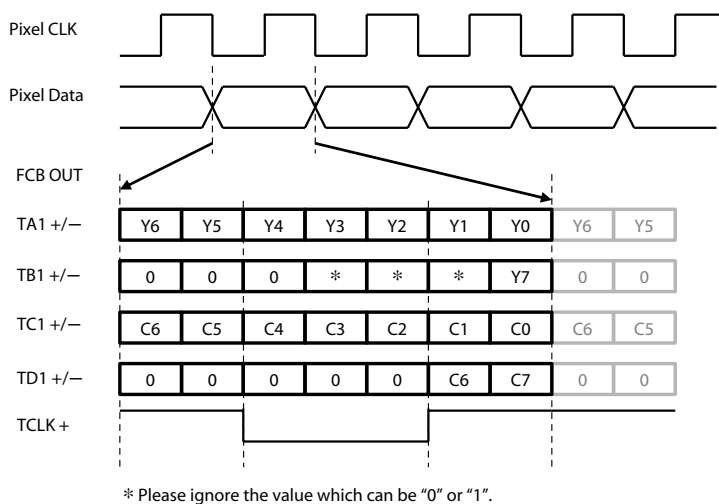 Pixel CLK
Pixel Data
FCB OUT
TA1 +/− Y6 Y5 Y4 Y3 Y2 Y1 Y0 Y6 Y5
TB1 +/− 0 0 0 * * * Y7 0 0
TC1 +/− C6 C5 C4 C3 C2 C1 C0 C6 C5
TD1 +/− 0 0 0 0 0 C6 C7 0 0
TCLK +
* Please ignore the value which can be “0” or “1”.